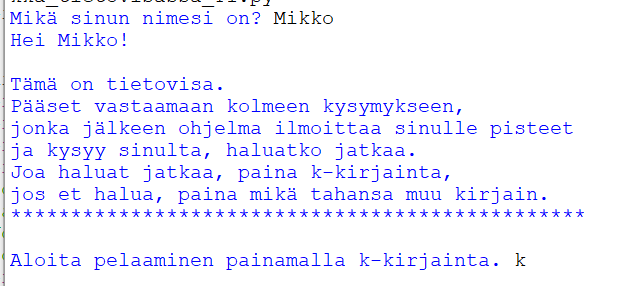 Mikä sinun nimesi on? Mikko
Hei Mikko!
Tämä on tietovisa.
Pääset vastaamaan kolmeen kysymykseen,
jonka jälkeen ohjelma ilmoittaa sinulle pisteet
ja kysyy sinulta, haluatko jatkaa.
Joa haluat jatkaa, paina k-kirjainta,
jos et halua, paina mikä tahansa muu kirjain.
************************************************
Aloita pelaaminen painamalla k-kirjainta. k